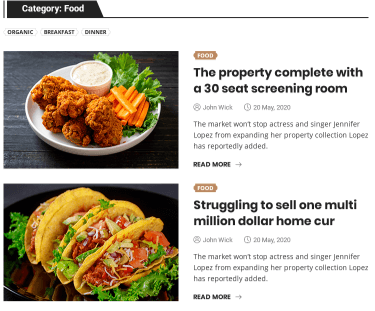 Category: Food
ORGANIC BREAKFAST DINNER
FOOD
The property complete with
a 30 seat screening room
John Wick 20 May, 2020
The market won't stop actress and singer Jennifer
Lopez from expanding her property collection Lopez
has reportedly added.
READ MORE →
FOOD
Struggling to sell one multi
million dollar home cur
John Wick 20 May, 2020
The market won't stop actress and singer Jennifer
Lopez from expanding her property collection Lopez
has reportedly added.
READ MORE →